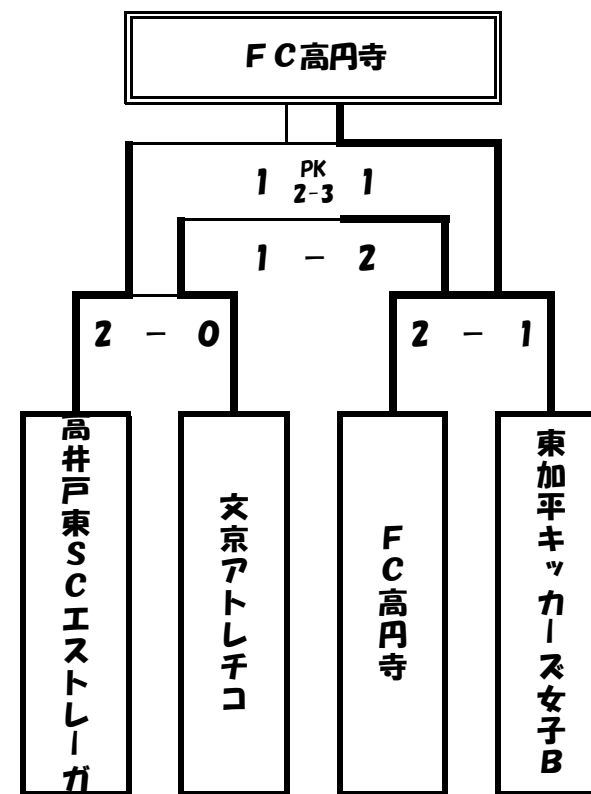 ＦＣ高円寺
1 PK 1
2-3
1 － 2
2 － 0
2 － 1
高井戸東ＳＣエストレーガ
文京アトレチコ
ＦＣ高円寺
東加平キッカーズ女子Ｂ